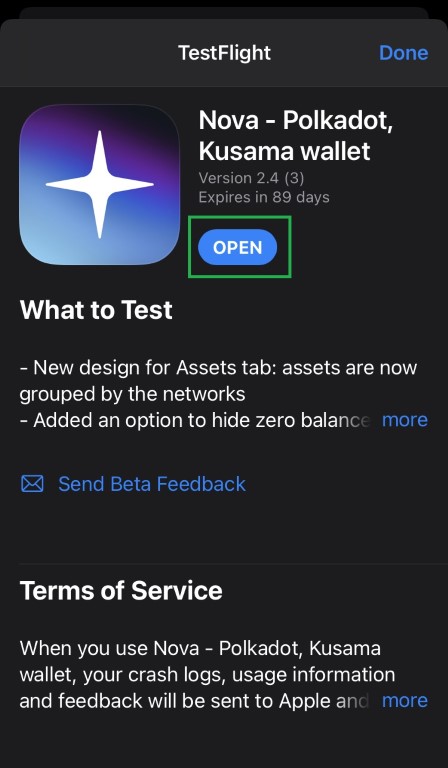 TestFlight
Done
Nova - Polkadot,
Kusama wallet
Version 2.4 (3)
Expires in 89 days
OPEN
What to Test
- New design for Assets tab: assets are now
grouped by the networks
- Added an option to hide zero balance more
Send Beta Feedback
Terms of Service
When you use Nova - Polkadot, Kusama
wallet, your crash logs, usage information
and feedback will be sent to Apple and more